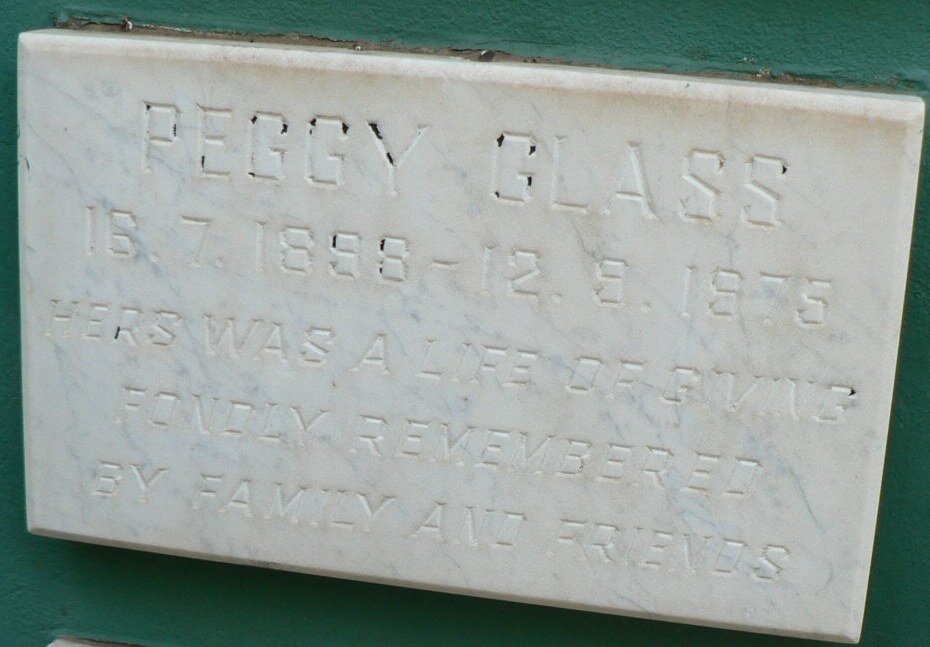 PEGGY GLASS
16.7.1898-12.9.1975
HERS WAS A LIFE OF GIVING
FONDLY REMEMBERED
BY FAMILY AND FRIENDS